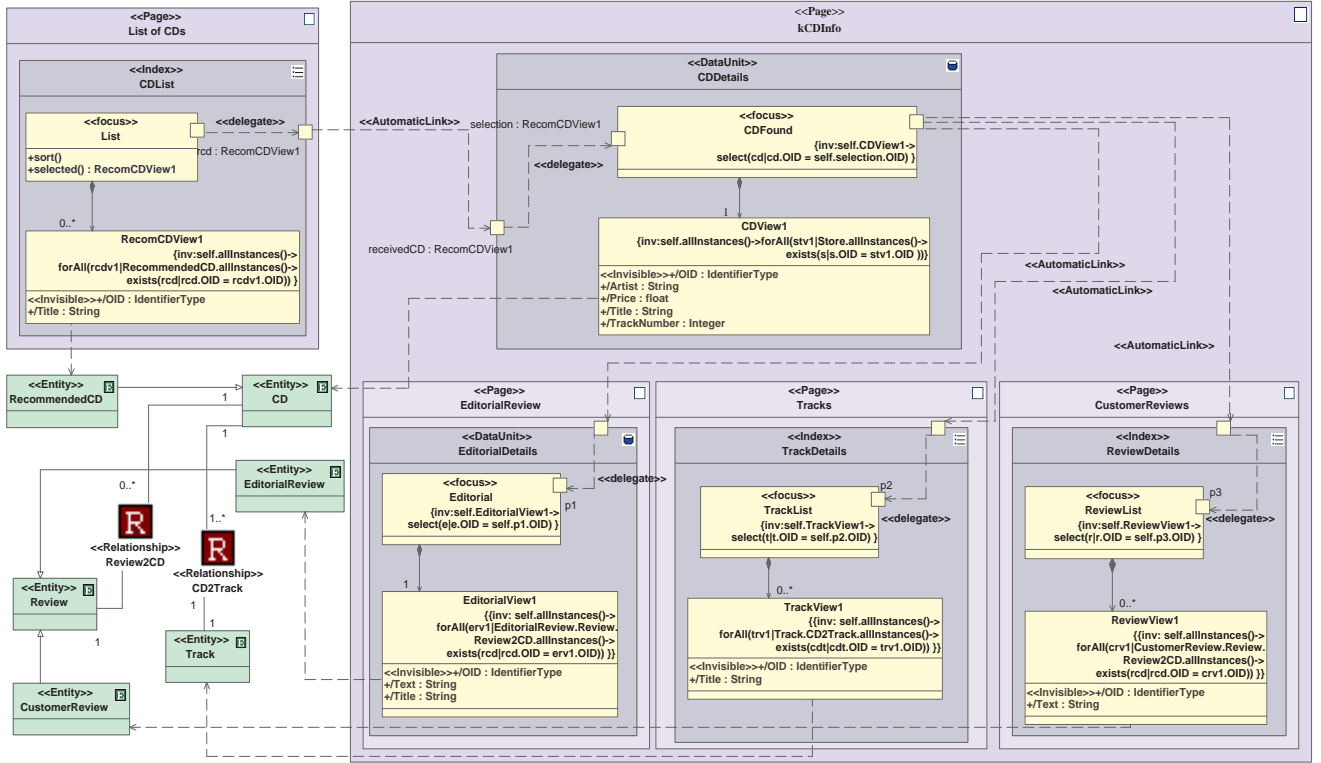 <<Page>>
List of CDs
<<Index>>
CDList
<<focus>>
List
<<delegate>>
rcd : RecomCDView1
+sort()
+selected() : RecomCDView1
0..*
RecomCDView1
{inv:self.allInstances()->
forAll(rcdv1|RecommendedCD.allInstances()->
exists(rcd|rcd.OID = rcdv1.OID)) }
<<Invisible>>+/OID : IdentifierType
+/Title : String
<<AutomaticLink>>
<<Page>>
kCDInfo
<<DataUnit>>
CDDetails
selection : RecomCDView1
<<delegate>>
receivedCD : RecomCDView1
<<focus>>
CDFound
{inv:self.CDView1->
select(cd|cd.OID = self.selection.OID) }
1
CDView1
{inv:self.allInstances()->forAll(stv1|Store.allInstances()->
exists(s|s.OID = stv1.OID ))}
<<Invisible>>+/OID : IdentifierType
+/Artist : String
+/Price : float
+/Title : String
+/TrackNumber : Integer
<<AutomaticLink>>
<<AutomaticLink>>
<<AutomaticLink>>
<<Entity>>
E
RecommendedCD
<<Entity>>
E
CD
1
1
<<Entity>>
E
EditorialReview
0..*
R
<<Relationship>>
Review2CD
1..*
R
<<Relationship>>
CD2Track
<<Entity>>
E
Review
1
1
1
<<Entity>>
E
Track
<<Entity>>
E
CustomerReview
<<Page>>
EditorialReview
<<DataUnit>>
EditorialDetails
<<delegate>>
p1
<<focus>>
Editorial
{inv:self.EditorialView1->
select(e|e.OID = self.p1.OID) }
1
EditorialView1
{{inv: self.allInstances()->
forAll(erv1|EditorialReview.Review.
Review2CD.allInstances()->
exists(rcd|rcd.OID = erv1.OID)) }}
<<Invisible>>+/OID : IdentifierType
+/Text : String
+/Title : String
<<Page>>
Tracks
<<Index>>
TrackDetails
p2
<<delegate>>
<<focus>>
TrackList
{inv:self.TrackView1->
select(t|t.OID = self.p2.OID) }
0..*
TrackView1
{{inv: self.allInstances()->
forAll(trv1|Track.CD2Track.allInstances()->
exists(cdt|cdt.OID = trv1.OID)) }}
<<Invisible>>+/OID : IdentifierType
+/Title : String
<<Page>>
CustomerReviews
<<Index>>
ReviewDetails
p3
<<delegate>>
<<focus>>
ReviewList
{inv:self.ReviewView1->
select(r|r.OID = self.p3.OID) }
0..*
ReviewView1
{{inv: self.allInstances()->
forAll(crv1|CustomerReview.Review.
Review2CD.allInstances()->
exists(rcd|rcd.OID = crv1.OID)) }}
<<Invisible>>+/OID : IdentifierType
+/Text : String